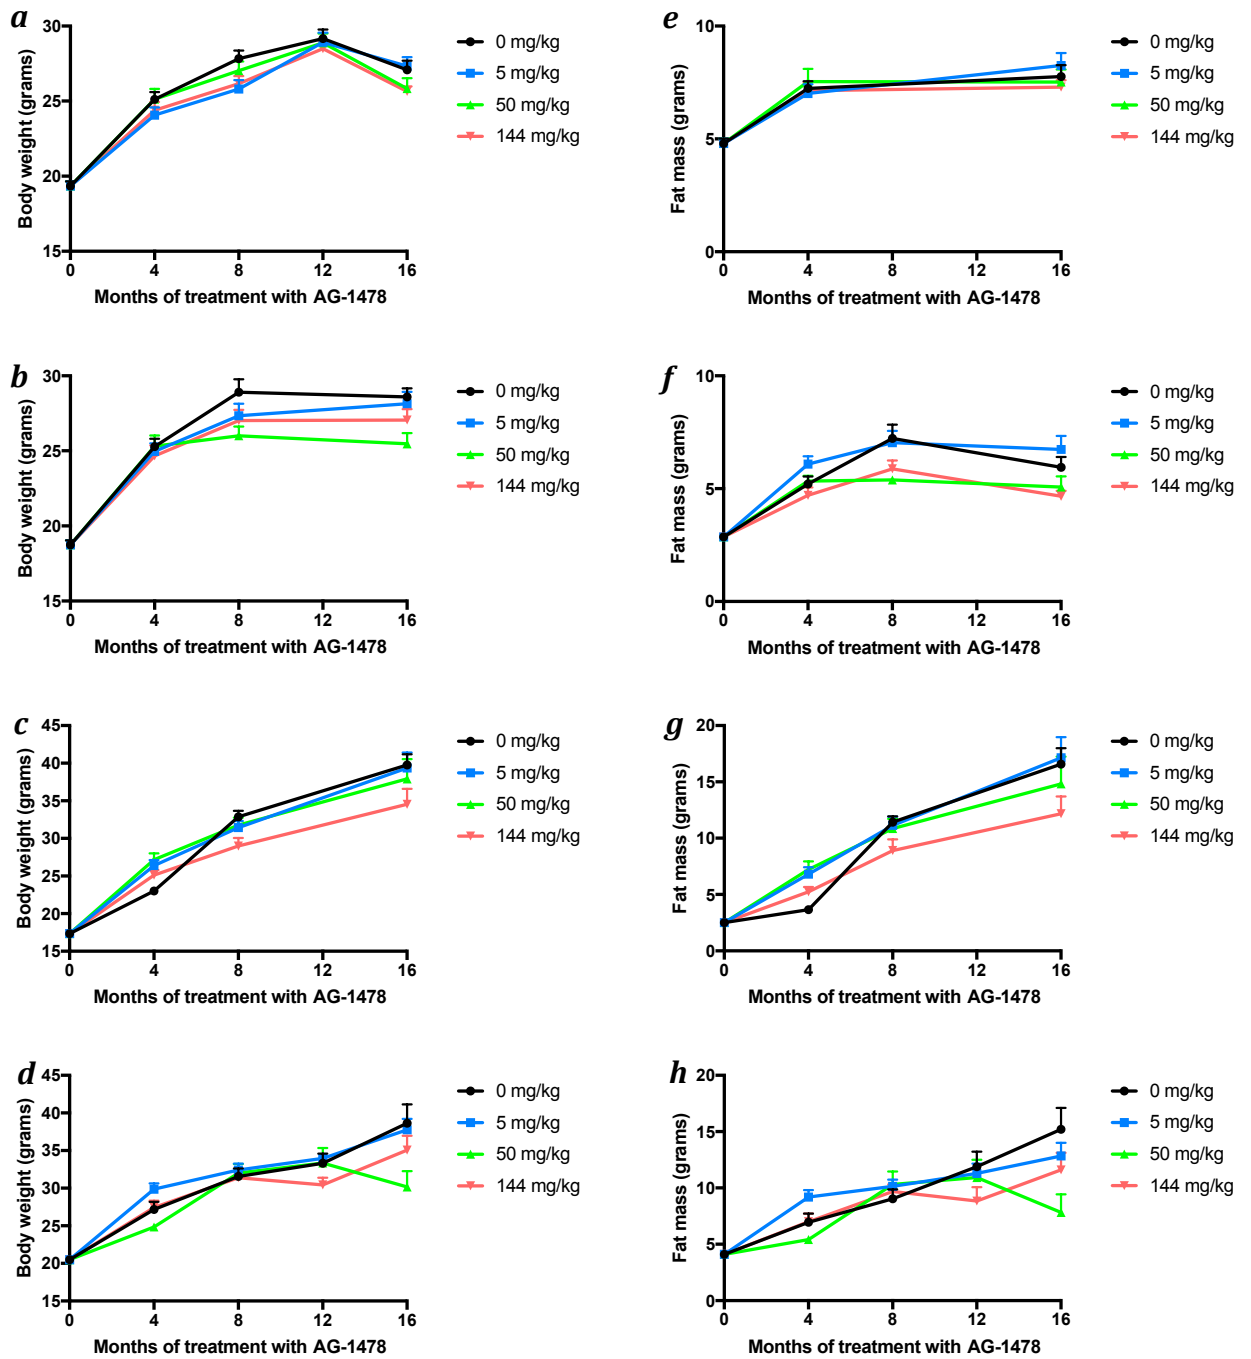 a
Body weight (grams)
30
25
20
15
0 4 8 12 16
Months of treatment with AG-1478
0 mg/kg
5 mg/kg
50 mg/kg
144 mg/kg
e
Fat mass (grams)
10
5
0
0 4 8 12 16
Months of treatment with AG-1478
0 mg/kg
5 mg/kg
50 mg/kg
144 mg/kg
b
Body weight (grams)
30
25
20
15
0 4 8 12 16
Months of treatment with AG-1478
0 mg/kg
5 mg/kg
50 mg/kg
144 mg/kg
f
Fat mass (grams)
10
5
0
0 4 8 12 16
Months of treatment with AG-1478
0 mg/kg
5 mg/kg
50 mg/kg
144 mg/kg
c
Body weight (grams)
45
40
35
30
25
20
15
0 4 8 12 16
Months of treatment with AG-1478
0 mg/kg
5 mg/kg
50 mg/kg
144 mg/kg
g
Fat mass (grams)
20
15
10
5
0
0 4 8 12 16
Months of treatment with AG-1478
0 mg/kg
5 mg/kg
50 mg/kg
144 mg/kg
d
Body weight (grams)
45
40
35
30
25
20
15
0 4 8 12 16
Months of treatment with AG-1478
0 mg/kg
5 mg/kg
50 mg/kg
144 mg/kg
h
Fat mass (grams)
20
15
10
5
0
0 4 8 12 16
Months of treatment with AG-1478
0 mg/kg
5 mg/kg
50 mg/kg
144 mg/kg